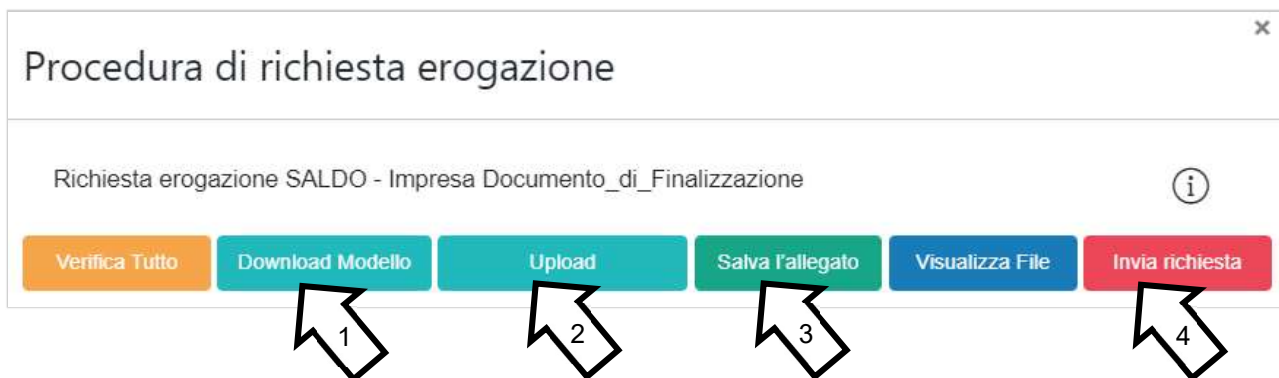 ×
Procedura di richiesta erogazione
Richiesta erogazione SALDO - Impresa Documento_di_Finalizzazione
i
Verifica Tutto Download Modello Upload Salva l'allegato Visualizza File Invia richiesta
1 2 3 4